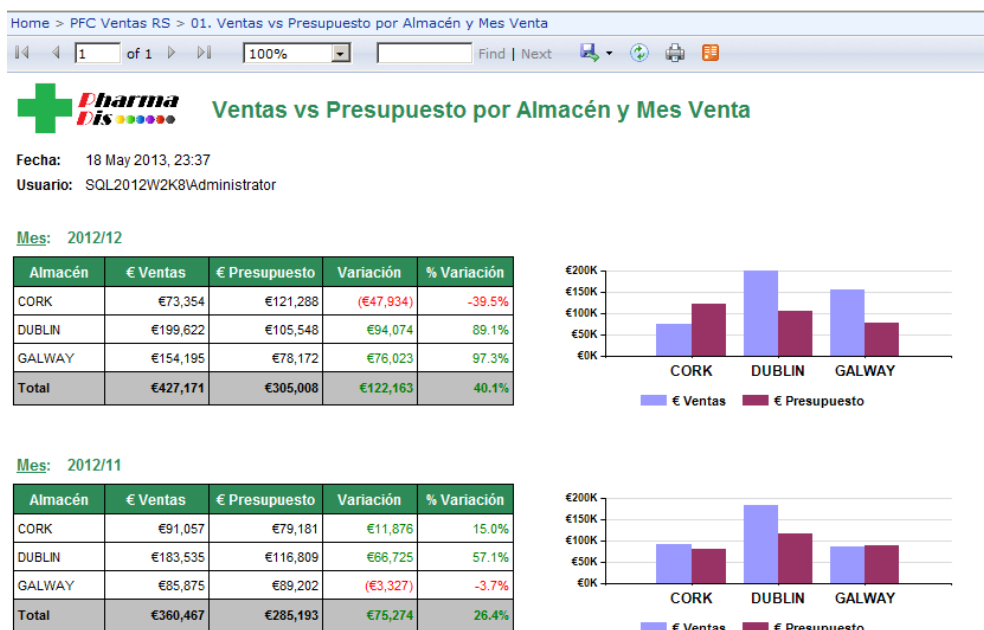 Home > PFC Ventas RS > 01. Ventas vs Presupuesto por Almacén y Mes Venta
1 of 1 100% Find | Next
Pharma
Dis
Ventas vs Presupuesto por Almacén y Mes Venta
Fecha: 18 May 2013, 23:37
Usuario: SQL2012W2K8\Administrator
Mes: 2012/12
Almacén € Ventas € Presupuesto Variación % Variación
CORK €73,354 €121,288 (€47,934) -39.5%
DUBLIN €199,622 €105,548 €94,074 89.1%
GALWAY €154,195 €78,172 €76,023 97.3%
Total €427,171 €305,008 €122,163 40.1%
€200K
€150K
€100K
€50K
€0K
CORK DUBLIN GALWAY
€ Ventas € Presupuesto
Mes: 2012/11
Almacén € Ventas € Presupuesto Variación % Variación
CORK €91,057 €79,181 €11,876 15.0%
DUBLIN €183,535 €116,809 €66,725 57.1%
GALWAY €85,875 €89,202 (€3,327) -3.7%
Total €360,467 €285,193 €75,274 26.4%
€200K
€150K
€100K
€50K
€0K
CORK DUBLIN GALWAY
€ Ventas € Presupuesto